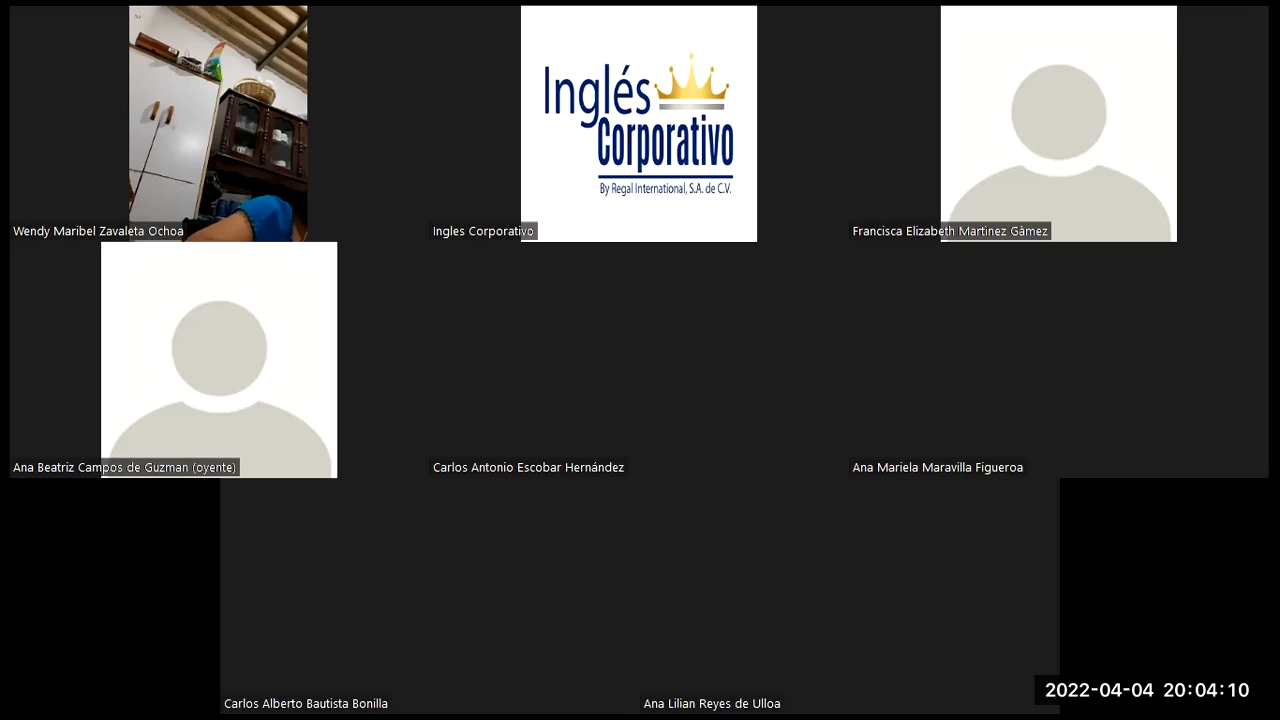 Inglés
Corporativo
By Regal International, S.A. de C.V.
Wendy Maribel Zavaleta Ochoa
Ingles Corporativo
Francisca Elizabeth Martìnez Gàmez
Ana Beatriz Campos de Guzman (oyente)
Carlos Antonio Escobar Hernández
Ana Mariela Maravilla Figueroa
Carlos Alberto Bautista Bonilla
Ana Lilian Reyes de Ulloa
2022-04-04 20:04:10